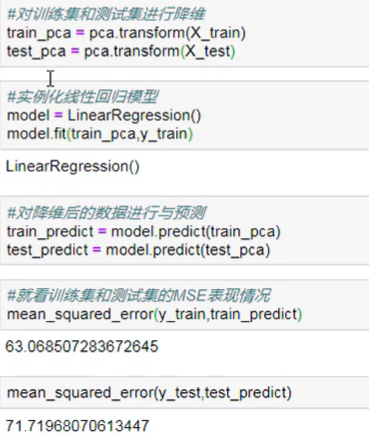 #对训练集和测试集进行降维
train_pca = pca.transform(X_train)
test_pca = pca.transform(X_test)
#实例化线性回归模型
model = LinearRegression()
model.fit(train_pca,y_train)
LinearRegression()
#对降维后的数据进行与预测
train_predict = model.predict(train_pca)
test_predict = model.predict(test_pca)
#就看训练集和测试集的MSE表现情况
mean_squared_error(y_train,train_predict)
63.068507283672645
mean_squared_error(y_test,test_predict)
71.71968070613447